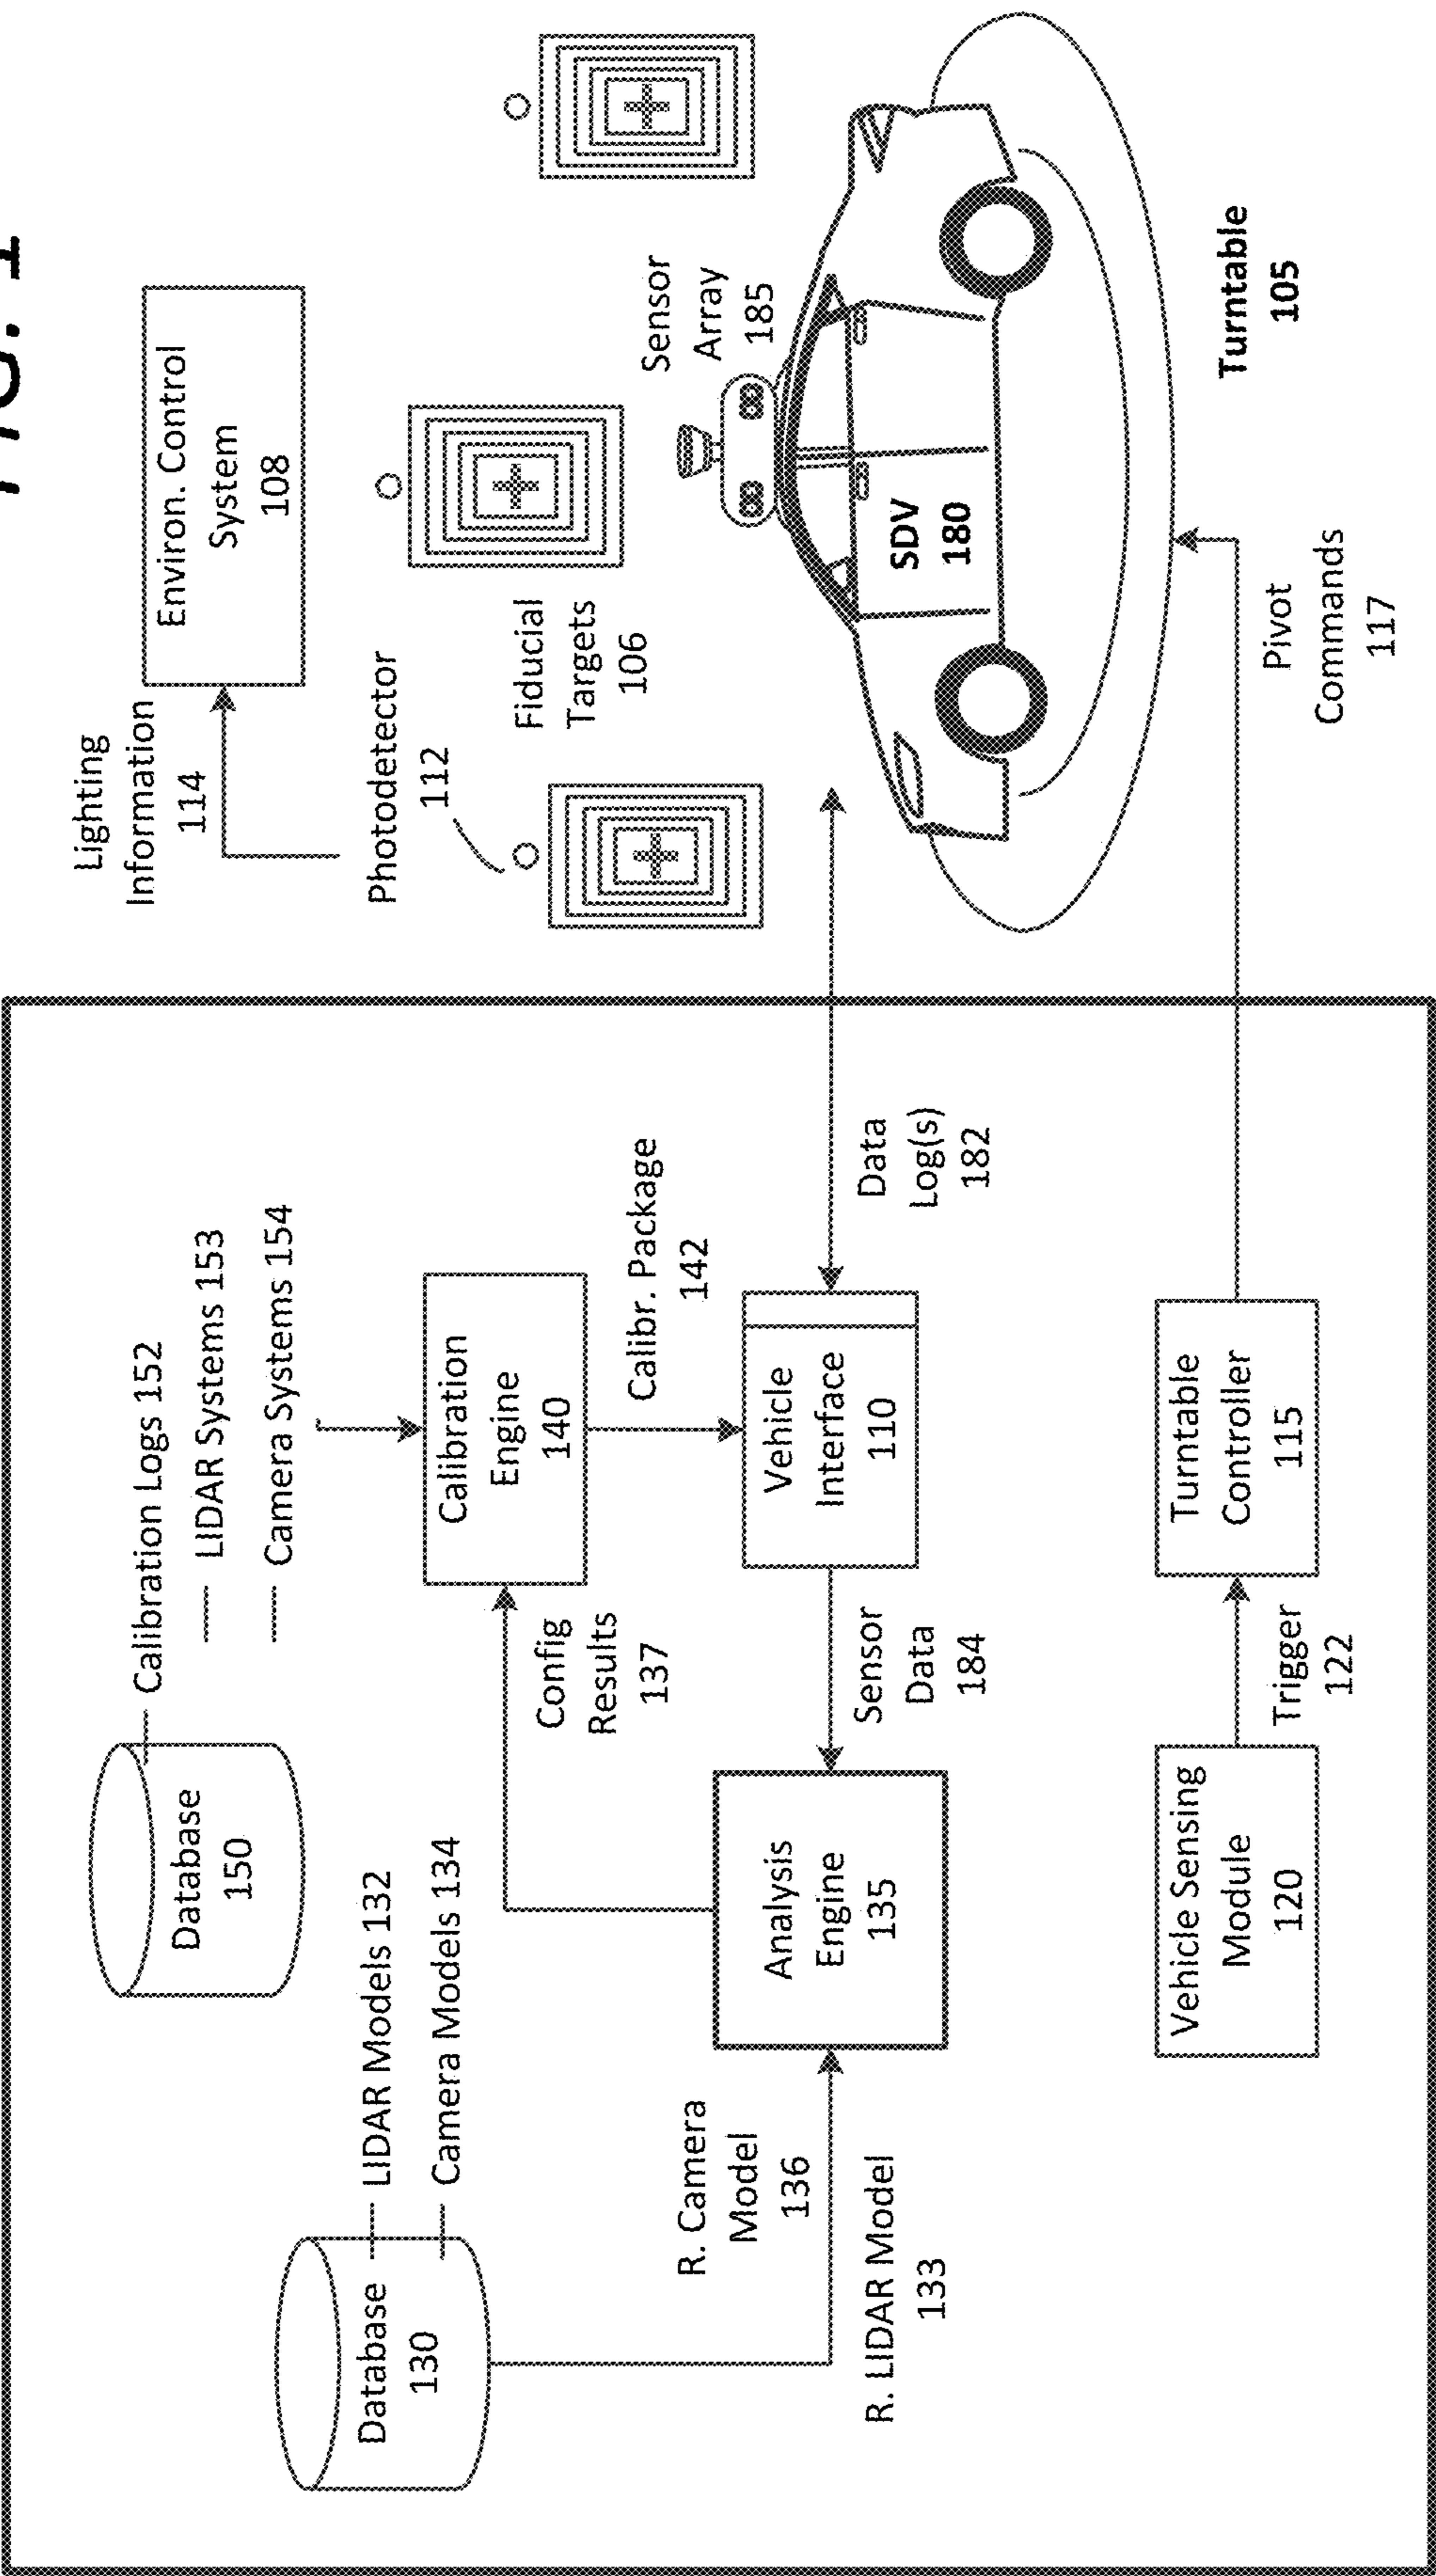 FIG. 1
Database
150
Calibration Logs 152
LIDAR Systems 153
Camera Systems 154
Database
130
LIDAR Models 132
Camera Models 134
Config
Results
137
Calibration
Engine
140
Calibr. Package
142
R. Camera
Model
136
R. LIDAR Model
133
Analysis
Engine
135
Sensor
Data
184
Vehicle
Interface
110
Data
Log(s)
182
Vehicle Sensing
Module
120
Trigger
122
Turntable
Controller
115
Lighting
Information
114
Environ. Control
System
108
Photodetector
112
Fiducial
Targets
106
Sensor
Array
185
SDV
180
Pivot
Commands
117
Turntable
105